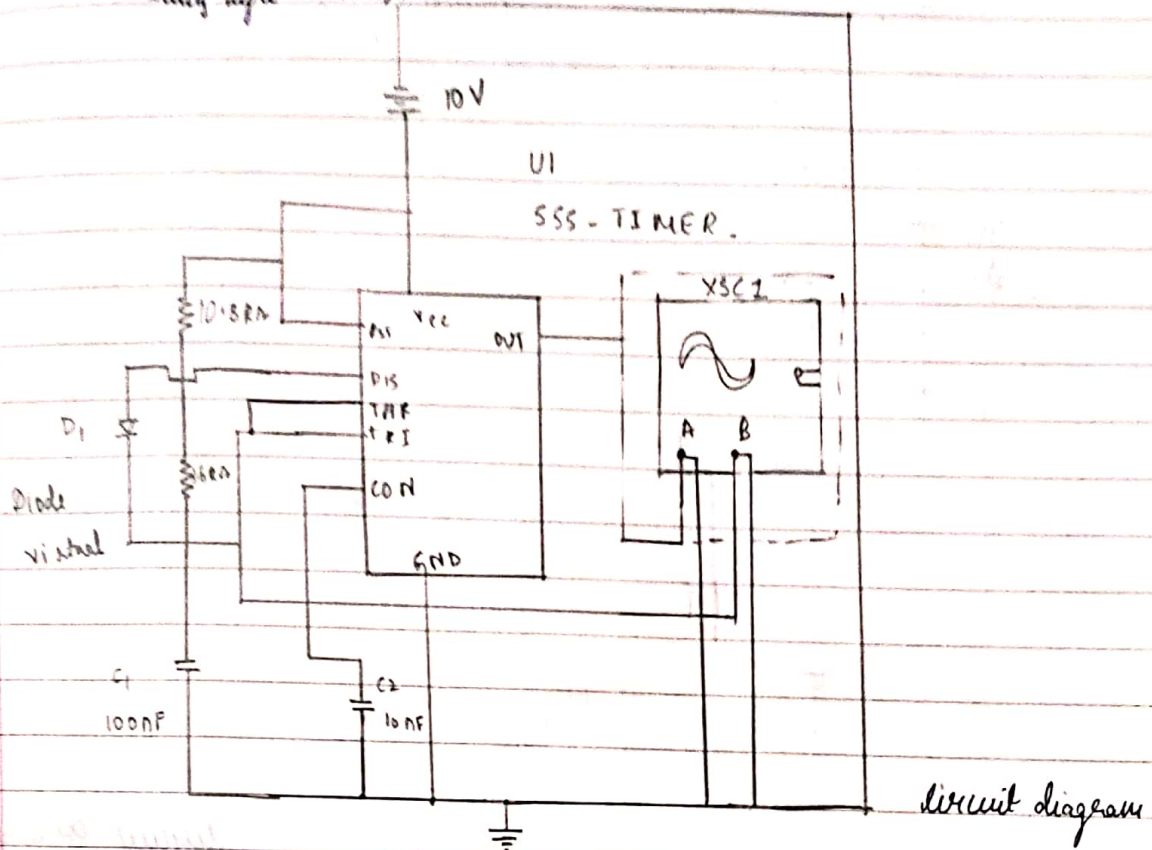 10V
U1
555-TIMER.
XSC1
10.8kΩ
VCC
OUT
DIS
THR
TRI
A
B
D1
6kΩ
CON
Diode
virtual
GND
C1
C2
100nF
10nF
Circuit diagram